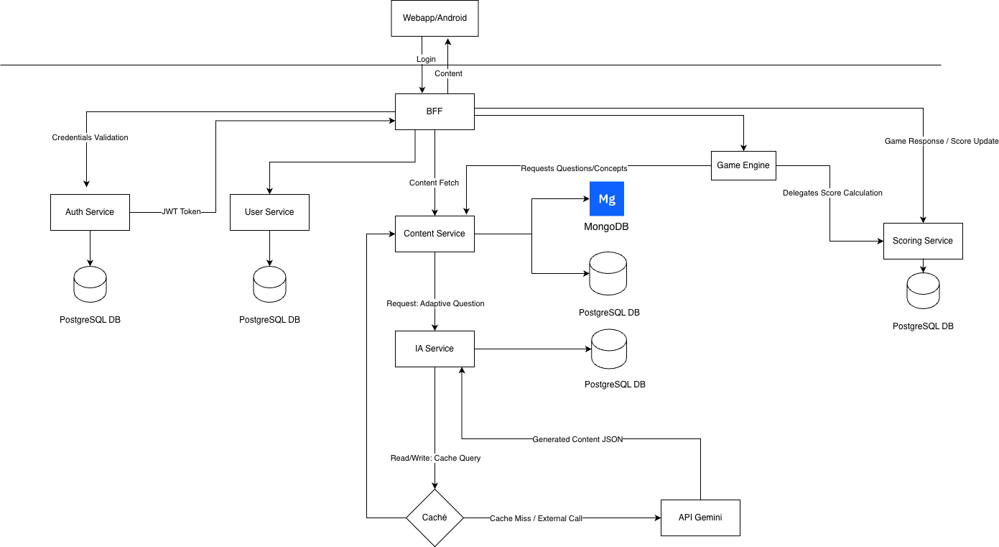 Webapp/Android
Login
Content
BFF
Credentials Validation
Game Response / Score Update
Game Engine
Requests Questions/Concepts
Content Fetch
Delegates Score Calculation
Mg
MongoDB
Auth Service
JWT Token
User Service
Content Service
Scoring Service
PostgreSQL DB
PostgreSQL DB
PostgreSQL DB
PostgreSQL DB
Request: Adaptive Question
IA Service
PostgreSQL DB
Generated Content JSON
Read/Write: Cache Query
Caché
Cache Miss / External Call
API Gemini